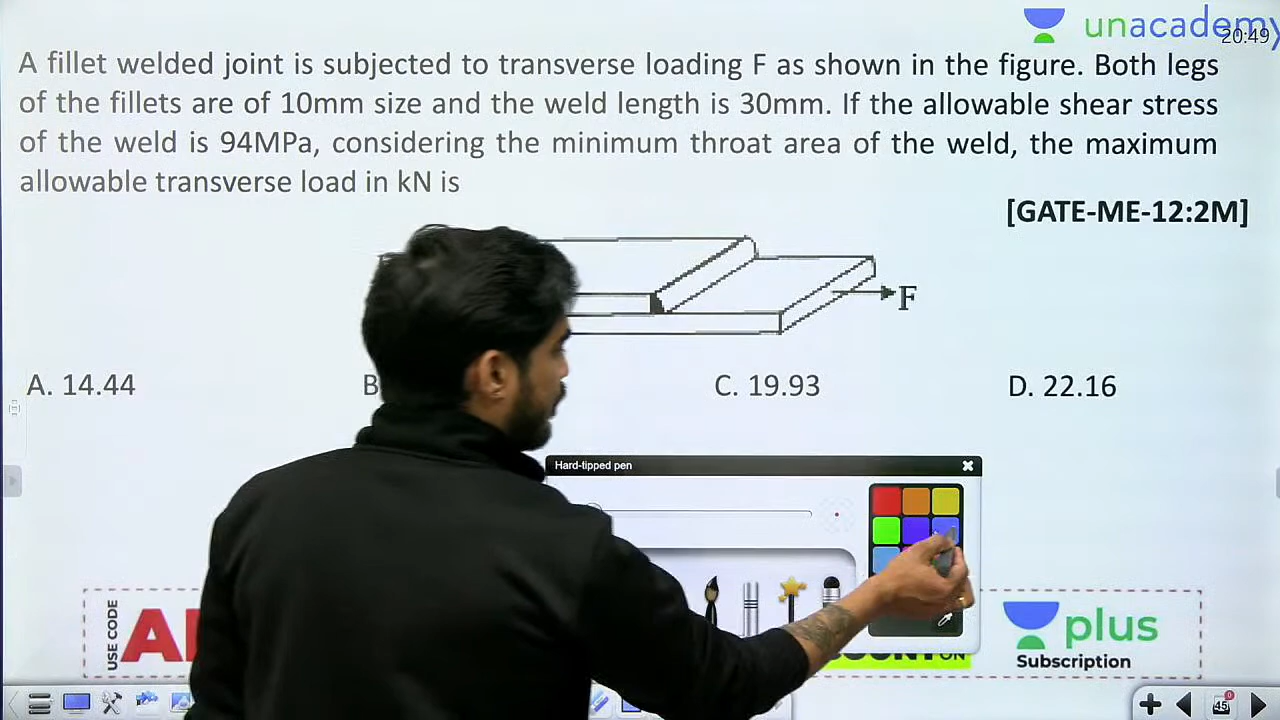 unacademy
20:49
A fillet welded joint is subjected to transverse loading F as shown in the figure. Both legs
of the fillets are of 10mm size and the weld length is 30mm. If the allowable shear stress
of the weld is 94MPa, considering the minimum throat area of the weld, the maximum
allowable transverse load in kN is
[GATE-ME-12:2M]
F
A. 14.44
B
C. 19.93
D. 22.16
Hard-tipped pen
USE CODE
ON
plus
Subscription
45
0